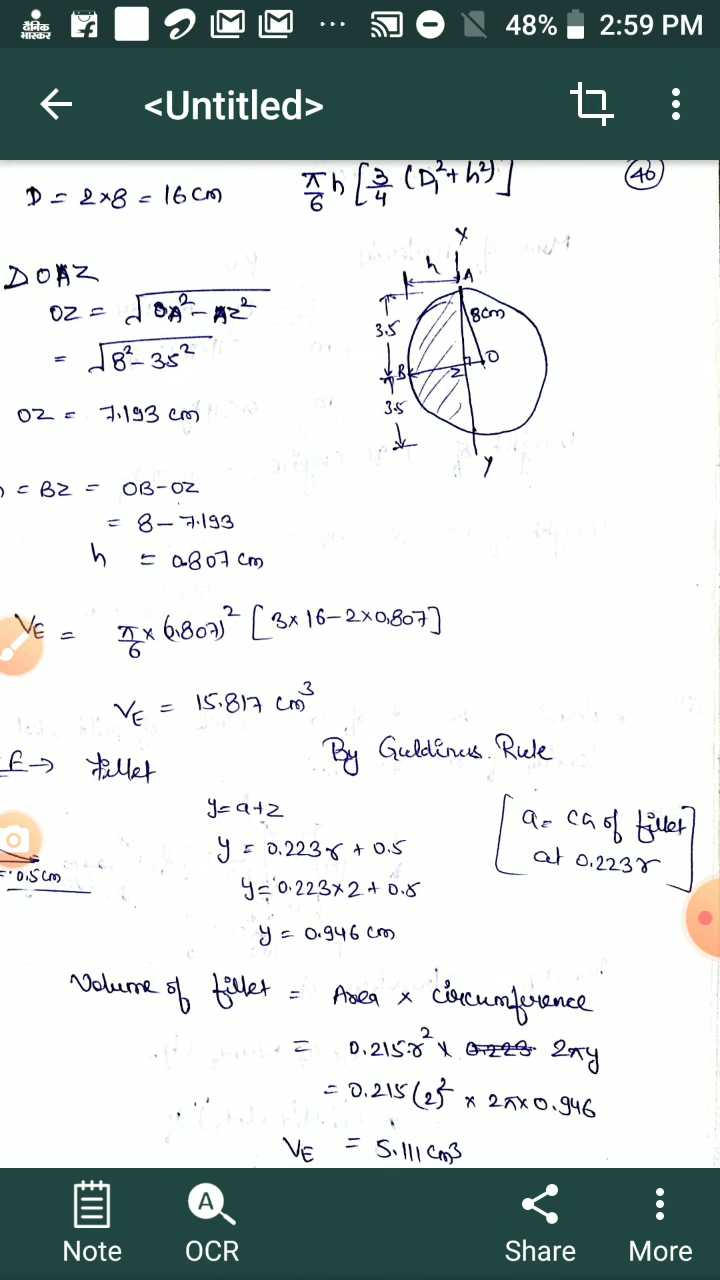 दैनिक
भास्कर
48% 2:59 PM
<Untitled>
D = 2×8 = 16 cm
π/6 h [3/4 (D₁² + h²)]
46
X
DOAZ
h
A
OZ = √OA² - AZ²
8cm
3.5
= √8² - 3.5²
O
B
Z
OZ = 7.193 cm
3.5
Y
= BZ = OB-OZ
= 8 - 7.193
h = 0.807 cm
VE = π/6 × (0.807)² [3×16 - 2×0.807]
VE = 15.817 cm³
By Guldinus Rule
E → fillet
y = a+z
[a = CG of fillet
y = 0.223r + 0.5
at 0.223r]
= 0.5 cm
y = 0.223×2 + 0.5
y = 0.946 cm
Volume of fillet = Area × circumference
= 0.215r² × 0.223 2πy
= 0.215(2)² × 2π×0.946
VE = 5.111 cm³
Note
A
OCR
Share
More